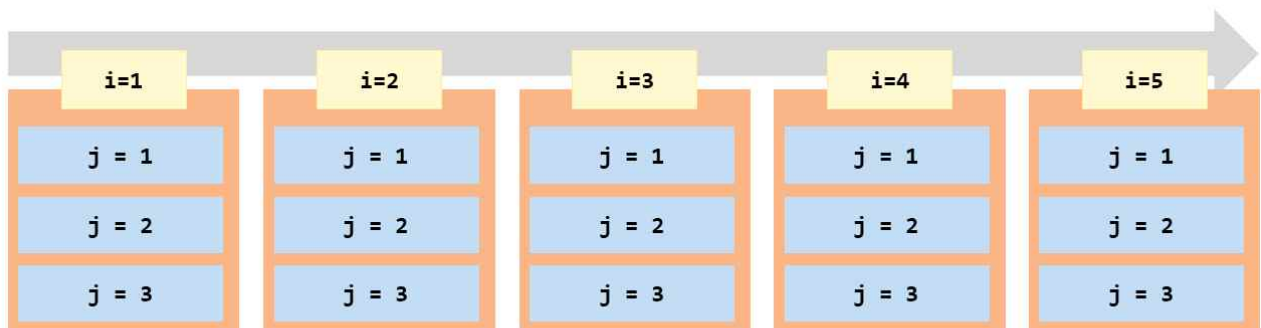 i=1
j = 1
j = 2
j = 3
i=2
j = 1
j = 2
j = 3
i=3
j = 1
j = 2
j = 3
i=4
j = 1
j = 2
j = 3
i=5
j = 1
j = 2
j = 3